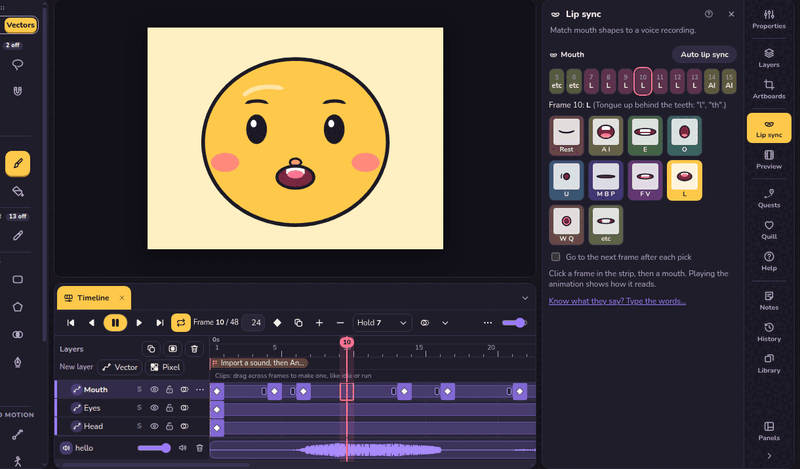 Vectors
2 off
13 off
D MOTION
Timeline
Frame 10 / 48
24
Hold 7
Layers
New layer
Vector
Pixel
0s
1
5
10
15
20
Import a sound, then An...
Clips: drag across frames to make one, like idle or run
Mouth
S
Eyes
S
Head
S
hello
Lip sync
Match mouth shapes to a voice recording.
Mouth
Auto lip sync
5 6 7 8 9 10 11 12 13 14 15
etc etc L L L L L L L AI AI
Frame 10: L (Tongue up behind the teeth: "l", "th".)
Rest
A I
E
O
U
M B P
F V
L
W Q
etc
Go to the next frame after each pick
Click a frame in the strip, then a mouth. Playing the
animation shows how it reads.
Know what they say? Type the words...
Properties
Layers
Artboards
Lip sync
Preview
Quests
Quill
Help
Notes
History
Library
Panels